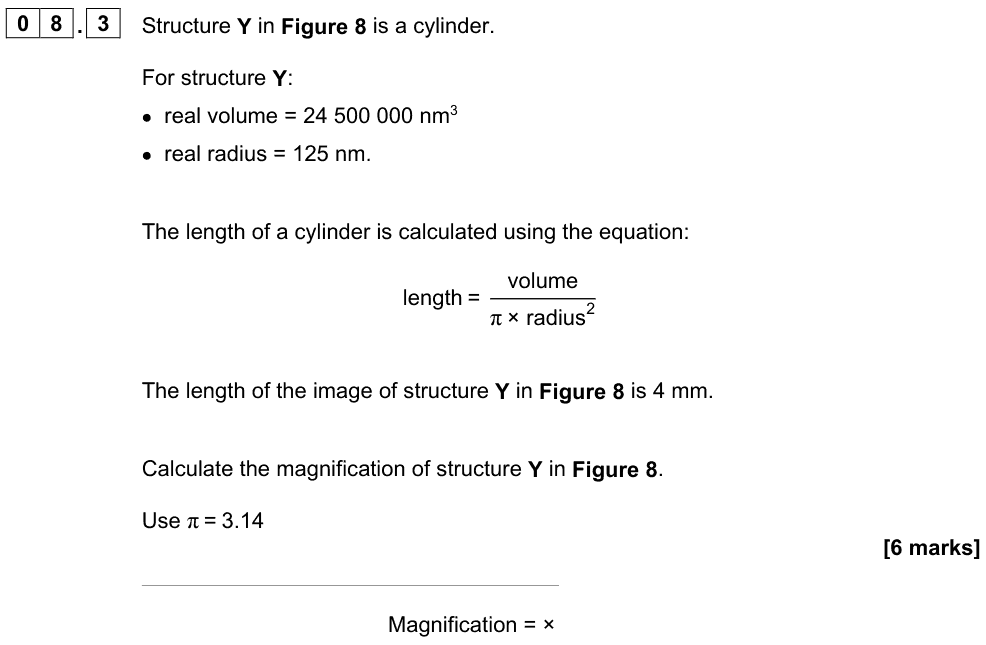 08.3 Structure Y in Figure 8 is a cylinder.
For structure Y:
• real volume = 24 500 000 nm³
• real radius = 125 nm.
The length of a cylinder is calculated using the equation:
length = volume / π × radius²
The length of the image of structure Y in Figure 8 is 4 mm.
Calculate the magnification of structure Y in Figure 8.
Use π = 3.14
[6 marks]
Magnification = ×